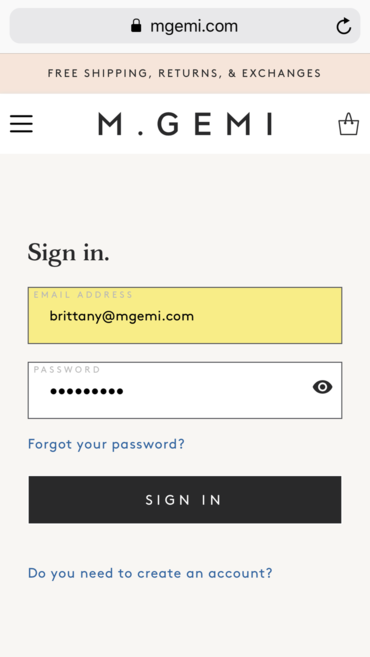 mgemi.com
FREE SHIPPING, RETURNS, & EXCHANGES
M.GEMI
Sign in.
EMAIL ADDRESS
brittany@mgemi.com
PASSWORD
•••••••••
Forgot your password?
SIGN IN
Do you need to create an account?